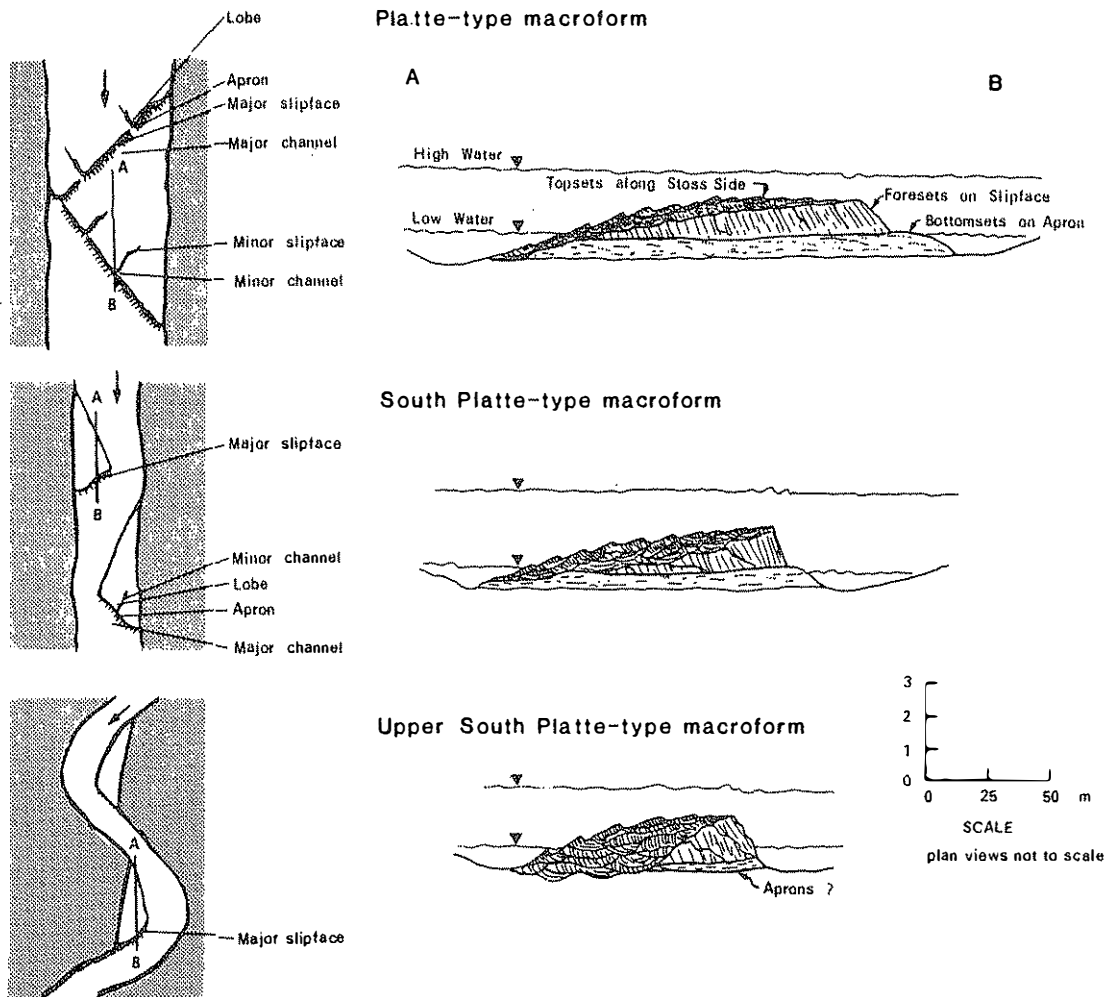 Platte-type macroform
Lobe
Apron
Major slipface
Major channel
A
Minor slipface
Minor channel
B
A
B
High Water
Topsets along Stoss Side
Foresets on Slipface
Low Water
Bottomsets on Apron
South Platte-type macroform
A
Major slipface
B
Minor channel
Lobe
Apron
Major channel
Upper South Platte-type macroform
A
Major slipface
B
Aprons ?
3
2
1
0
0 25 50 m
SCALE
plan views not to scale